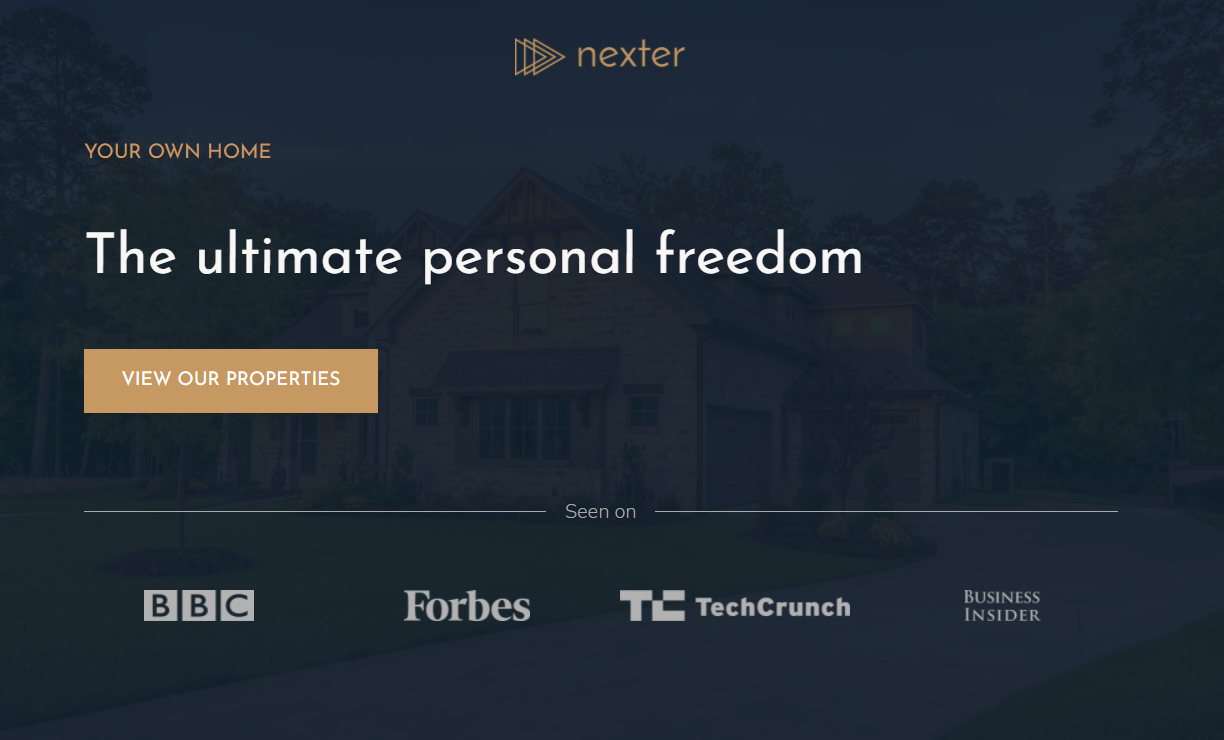 nexter
YOUR OWN HOME
The ultimate personal freedom
VIEW OUR PROPERTIES
Seen on
BBC
Forbes
TC TechCrunch
BUSINESS
INSIDER